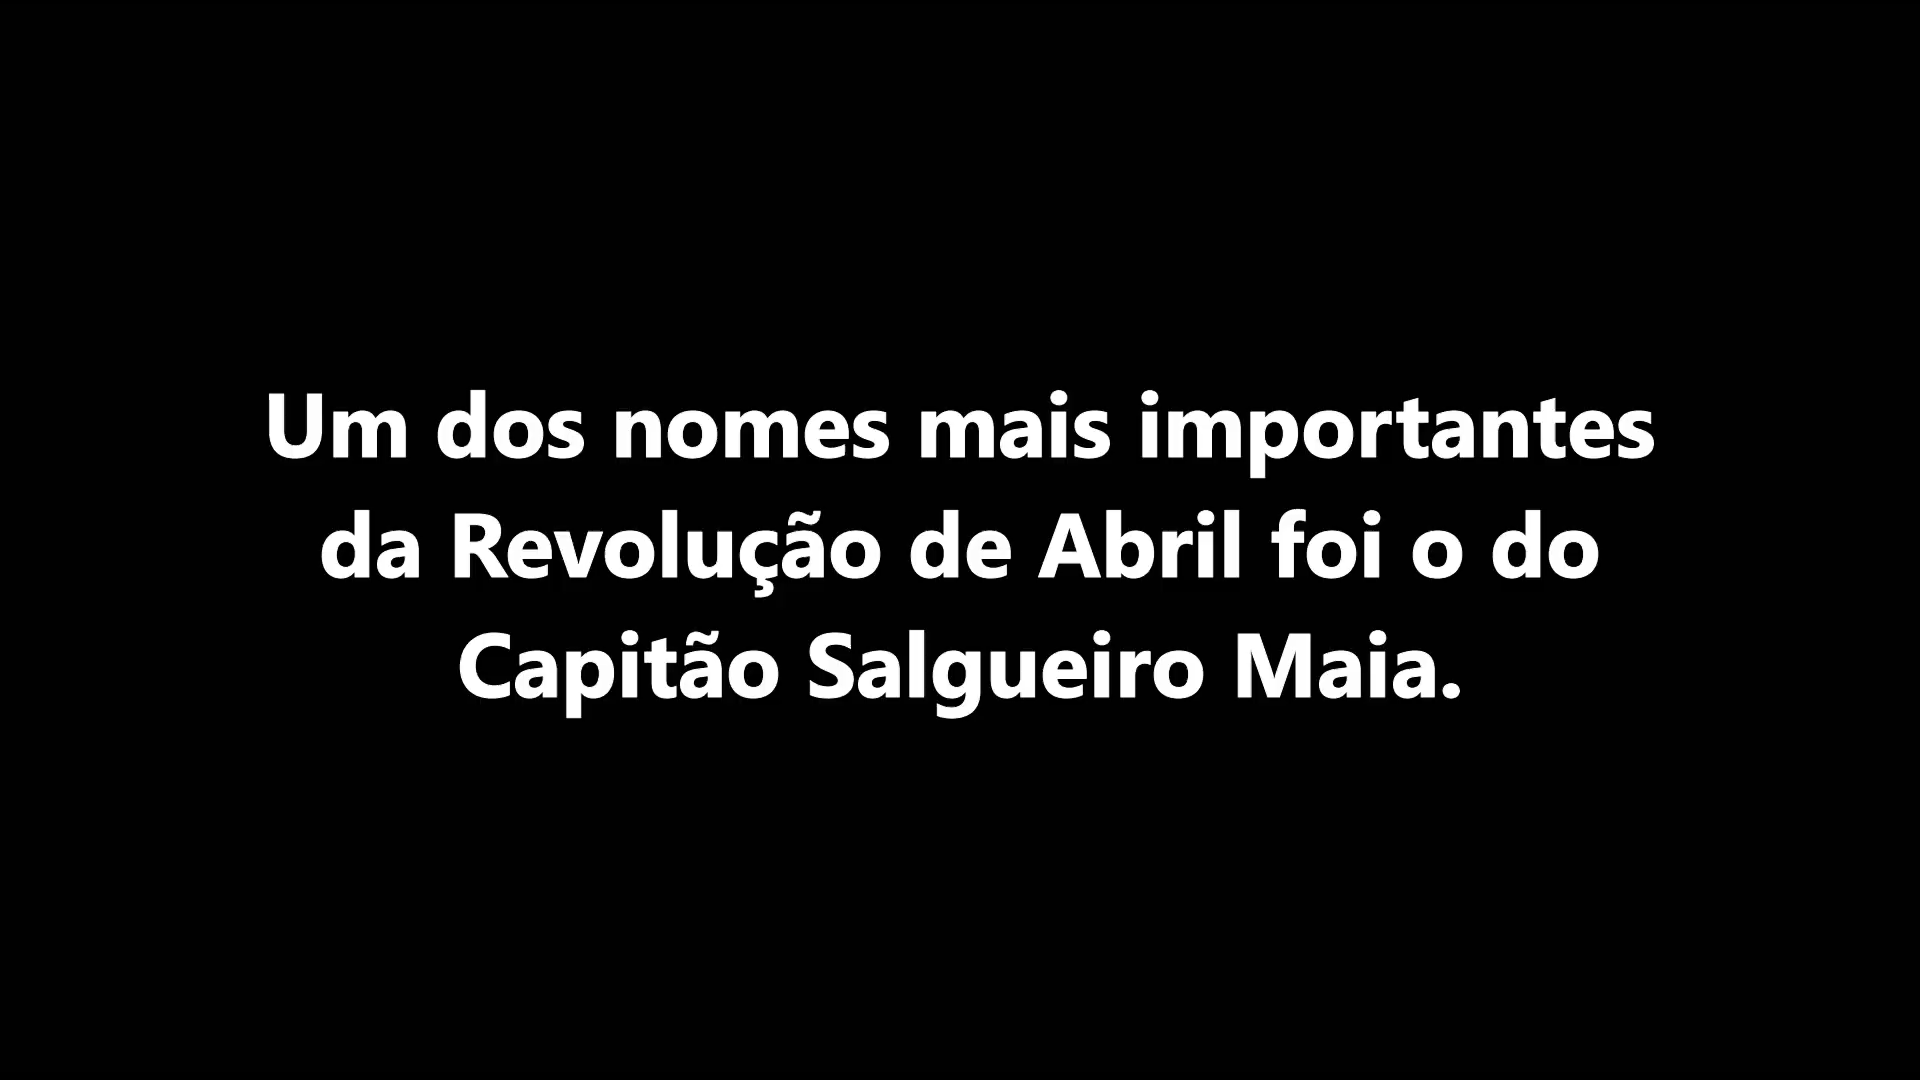 Um dos nomes mais importantes
da Revolução de Abril foi o do
Capitão Salgueiro Maia.